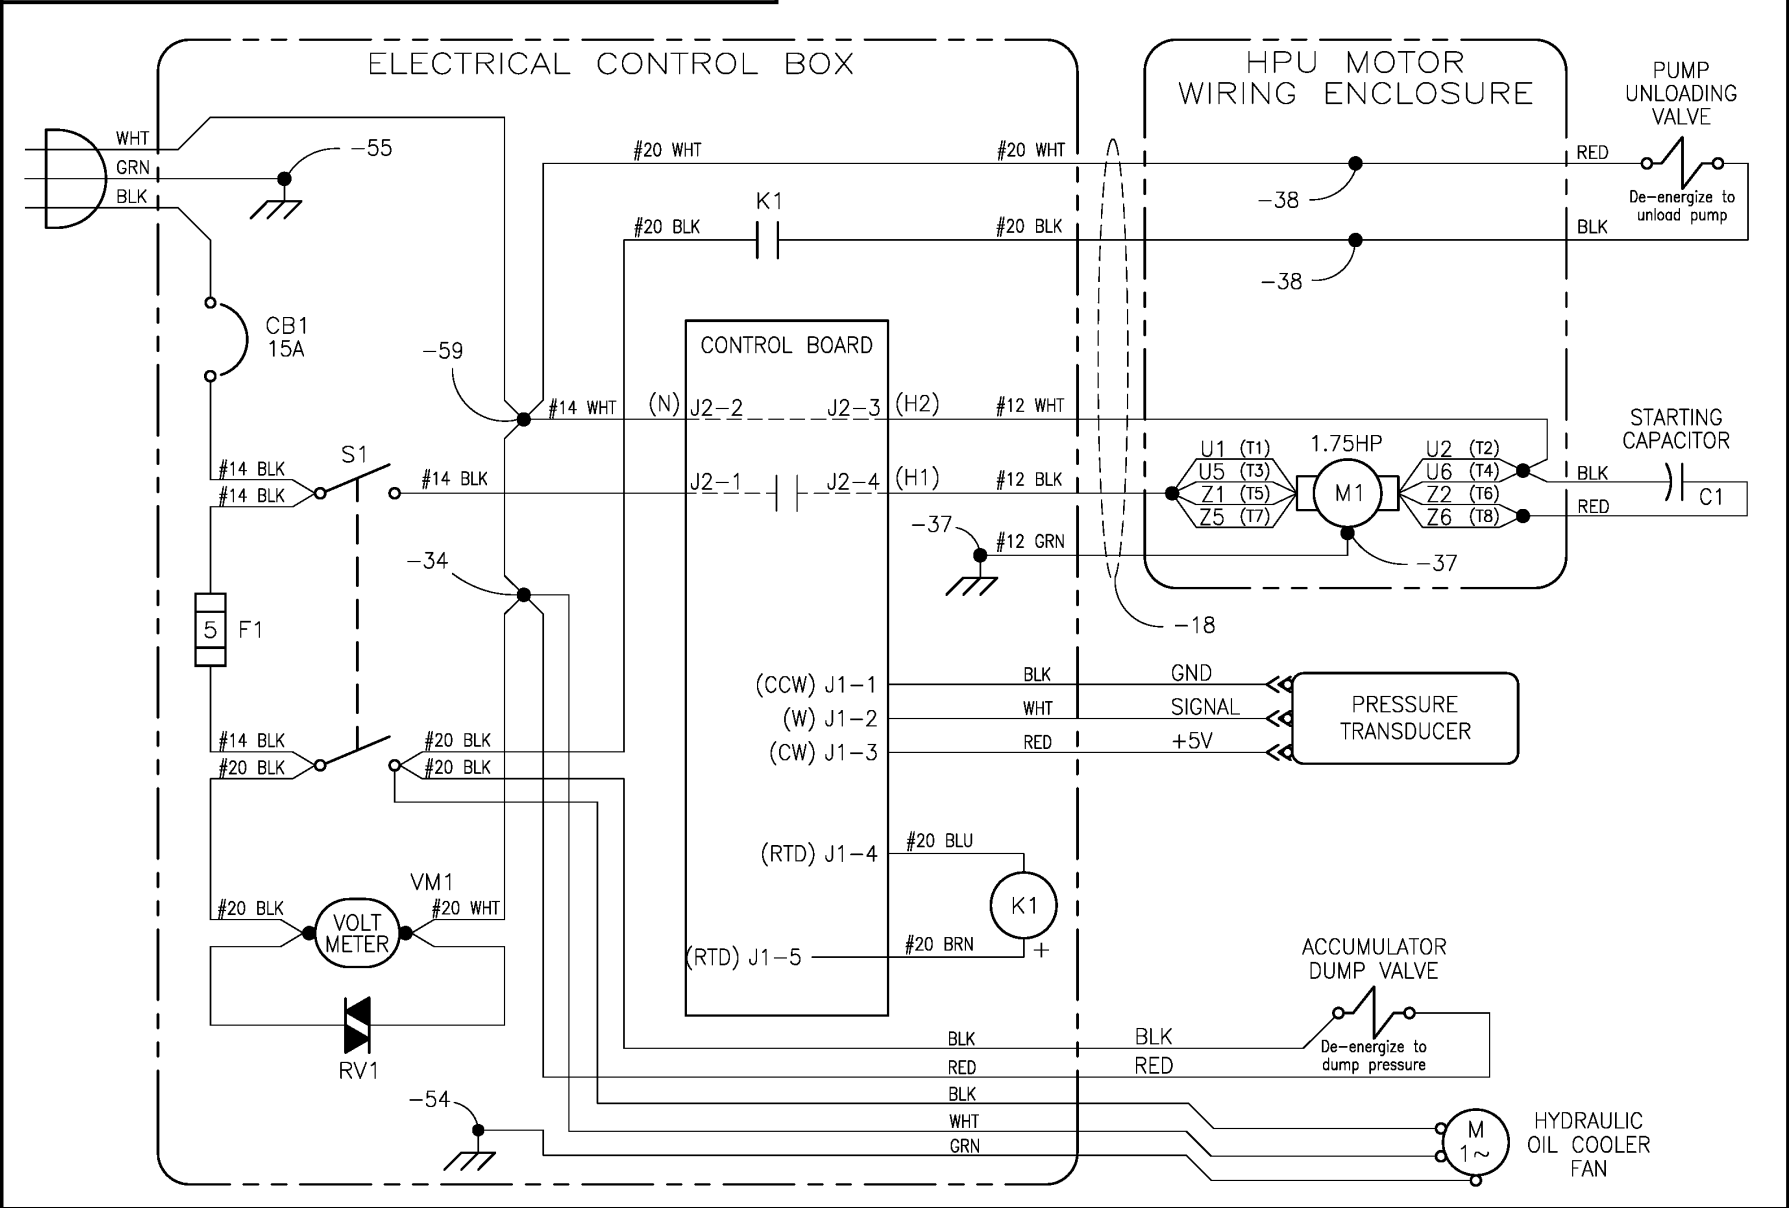 ELECTRICAL CONTROL BOX
HPU MOTOR
WIRING ENCLOSURE
PUMP
UNLOADING
VALVE
WHT
GRN
BLK
-55
#20 WHT
#20 WHT
RED
-38
De-energize to
unload pump
K1
#20 BLK
#20 BLK
BLK
-38
CB1
15A
-59
CONTROL BOARD
#14 WHT
(N)
J2-2
J2-3
(H2)
#12 WHT
STARTING
CAPACITOR
S1
#14 BLK
#14 BLK
#14 BLK
J2-1
J2-4
(H1)
#12 BLK
U1 (T1)
U5 (T3)
Z1 (T5)
Z5 (T7)
1.75HP
M1
U2 (T2)
U6 (T4)
Z2 (T6)
Z6 (T8)
BLK
C1
RED
-37
#12 GRN
-37
-34
5
F1
-18
(CCW) J1-1
BLK
GND
(W) J1-2
WHT
SIGNAL
(CW) J1-3
RED
+5V
PRESSURE
TRANSDUCER
#14 BLK
#20 BLK
#20 BLK
#20 BLK
(RTD) J1-4
#20 BLU
K1
+
(RTD) J1-5
#20 BRN
VM1
#20 BLK
VOLT
METER
#20 WHT
RV1
ACCUMULATOR
DUMP VALVE
De-energize to
dump pressure
BLK
BLK
RED
RED
BLK
WHT
GRN
-54
M
1~
HYDRAULIC
OIL COOLER
FAN